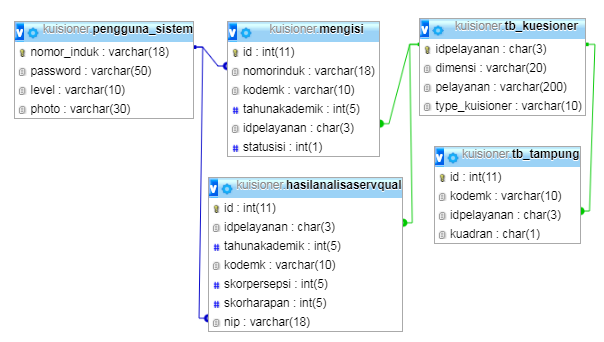 kuisioner.pengguna_sistem
nomor_induk : varchar(18)
password : varchar(50)
level : varchar(10)
photo : varchar(30)
kuisioner.mengisi
id : int(11)
nomorinduk : varchar(18)
kodemk : varchar(10)
tahunakademik : int(5)
idpelayanan : char(3)
statusisi : int(1)
kuisioner.tb_kuesioner
idpelayanan : char(3)
dimensi : varchar(20)
pelayanan : varchar(200)
type_kuisioner : varchar(10)
kuisioner.tb_tampung
id : int(11)
kodemk : varchar(10)
idpelayanan : char(3)
kuadran : char(1)
kuisioner.hasilanalisaservqual
id : int(11)
idpelayanan : char(3)
tahunakademik : int(5)
kodemk : varchar(10)
skorpersepsi : int(5)
skorharapan : int(5)
nip : varchar(18)